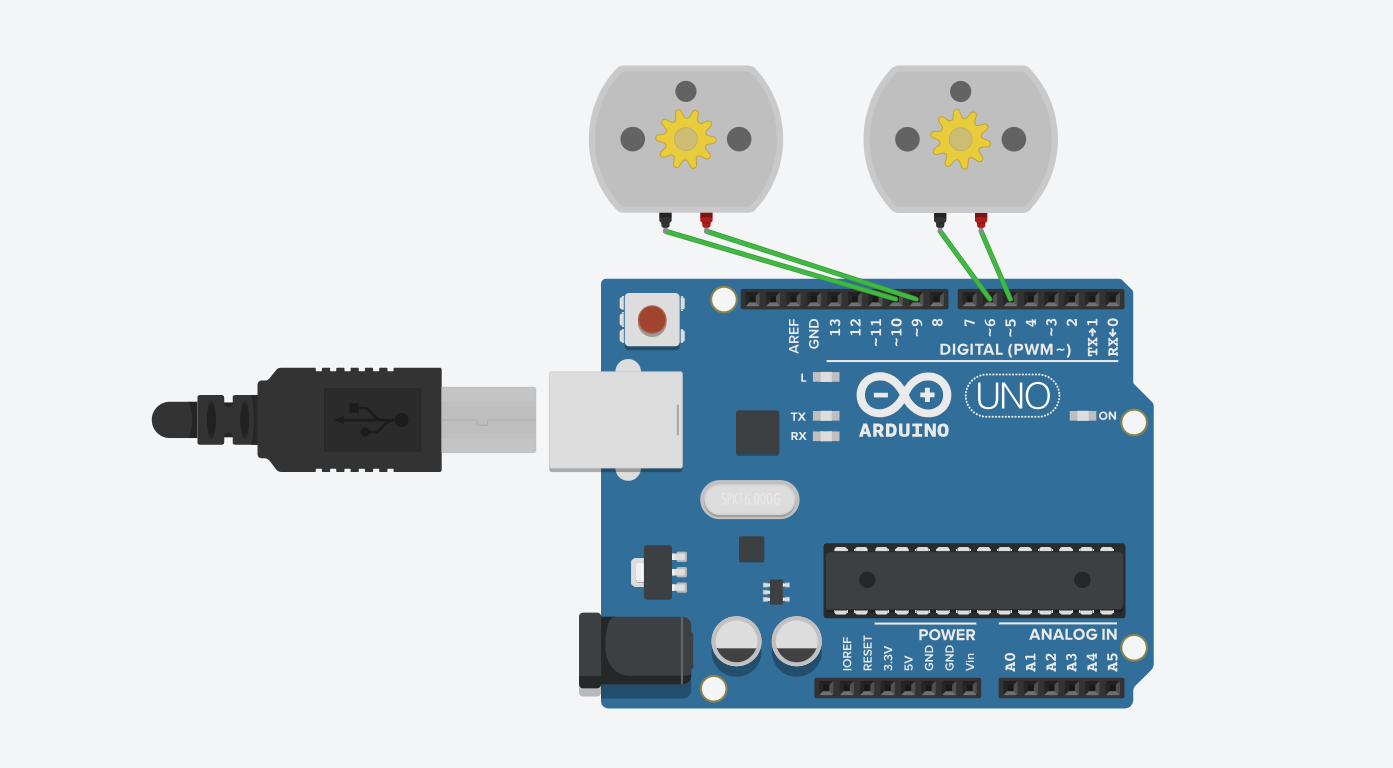 AREF
GND
13
12
~11
~10
~9
8
7
~6
~5
4
~3
2
TX→1
RX←0
DIGITAL (PWM~)
L
TX
RX
UNO
ON
ARDUINO
SPK16.000G
POWER
ANALOG IN
IOREF
RESET
3.3V
5V
GND
GND
Vin
A0
A1
A2
A3
A4
A5